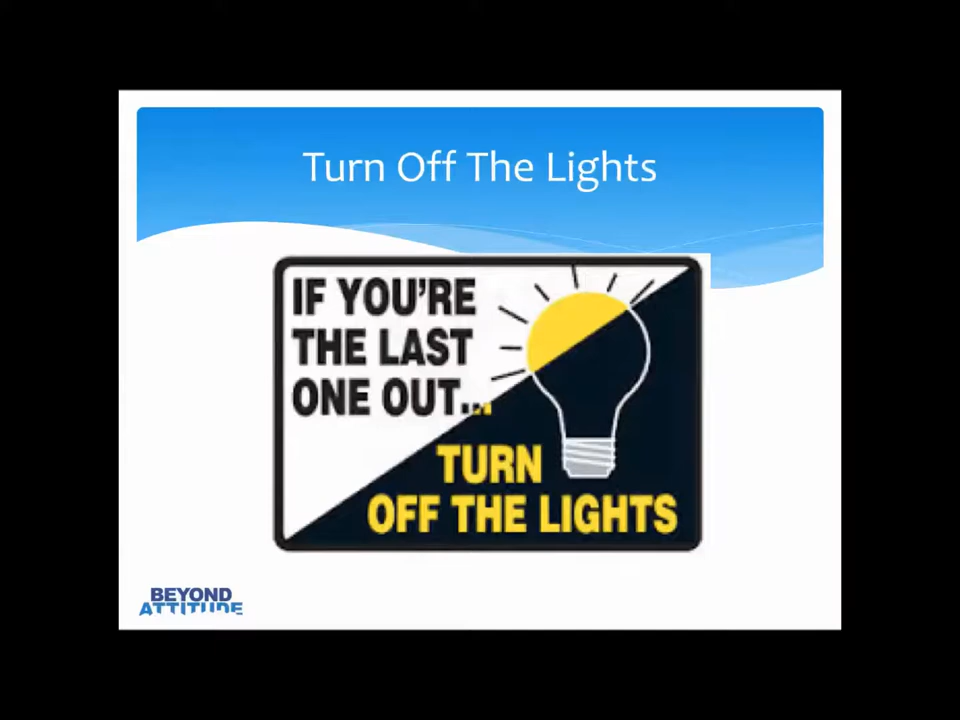 Turn Off The Lights
IF YOU'RE
THE LAST
ONE OUT...
TURN
OFF THE LIGHTS
BEYOND
ATTITUDE